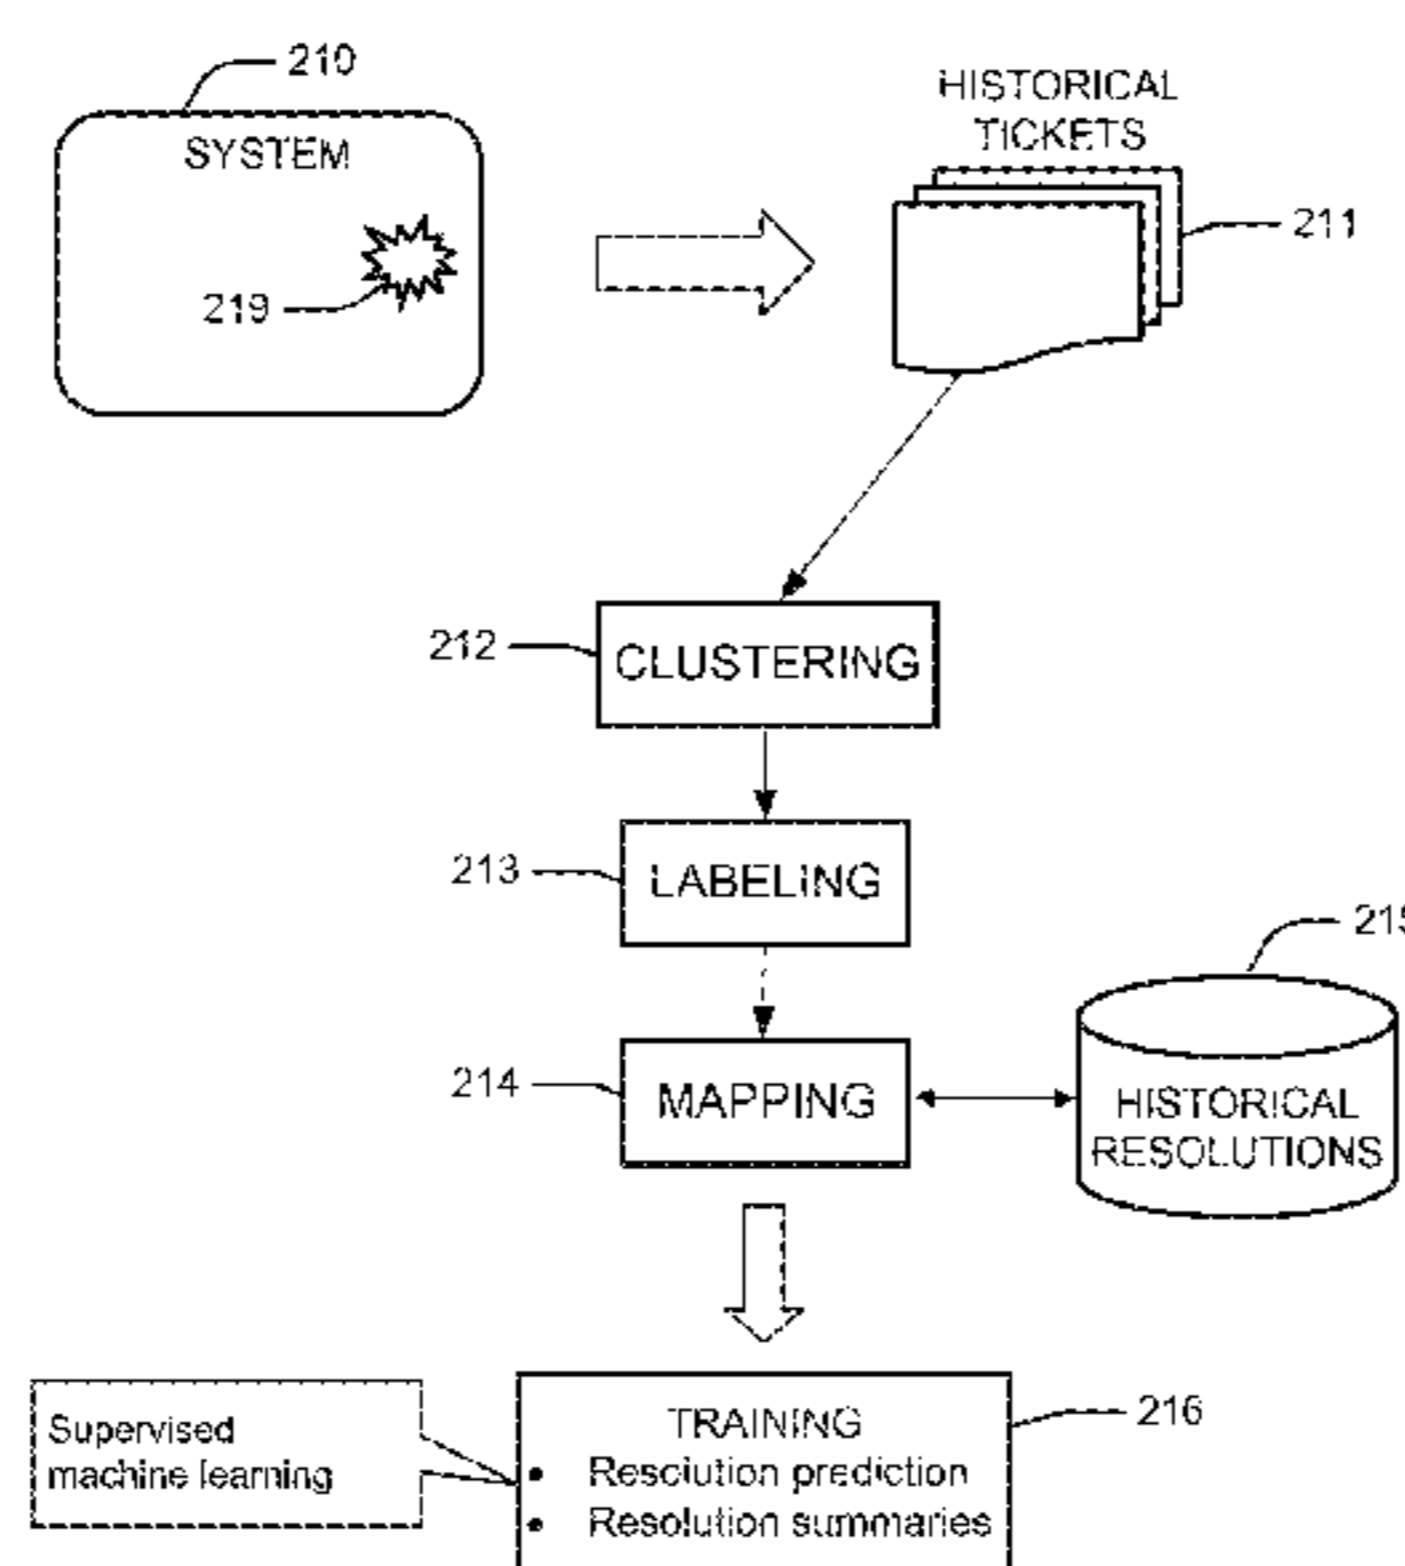 210
SYSTEM
219
HISTORICAL
TICKETS
211
212
CLUSTERING
213
LABELING
215
214
MAPPING
HISTORICAL
RESOLUTIONS
Supervised
machine learning
TRAINING
• Resolution prediction
• Resolution summaries
216